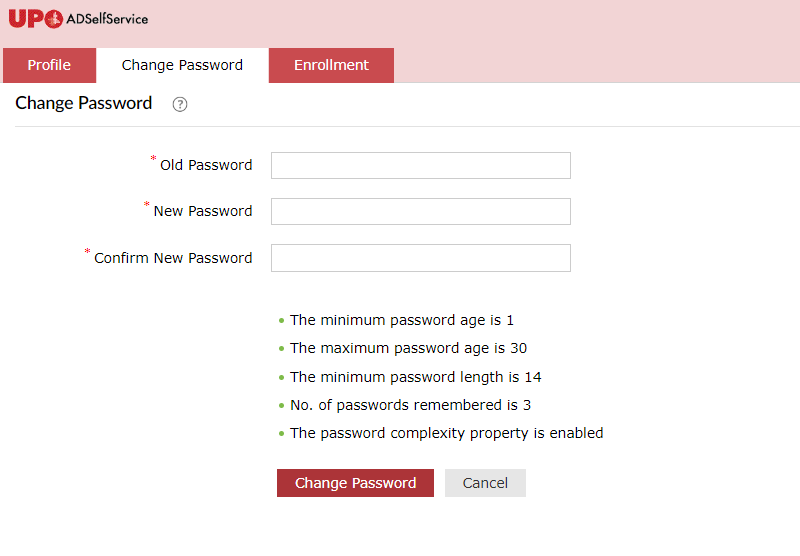 UPO ADSelfService
Profile Change Password Enrollment
Change Password ?
* Old Password
* New Password
* Confirm New Password
• The minimum password age is 1
• The maximum password age is 30
• The minimum password length is 14
• No. of passwords remembered is 3
• The password complexity property is enabled
Change Password Cancel